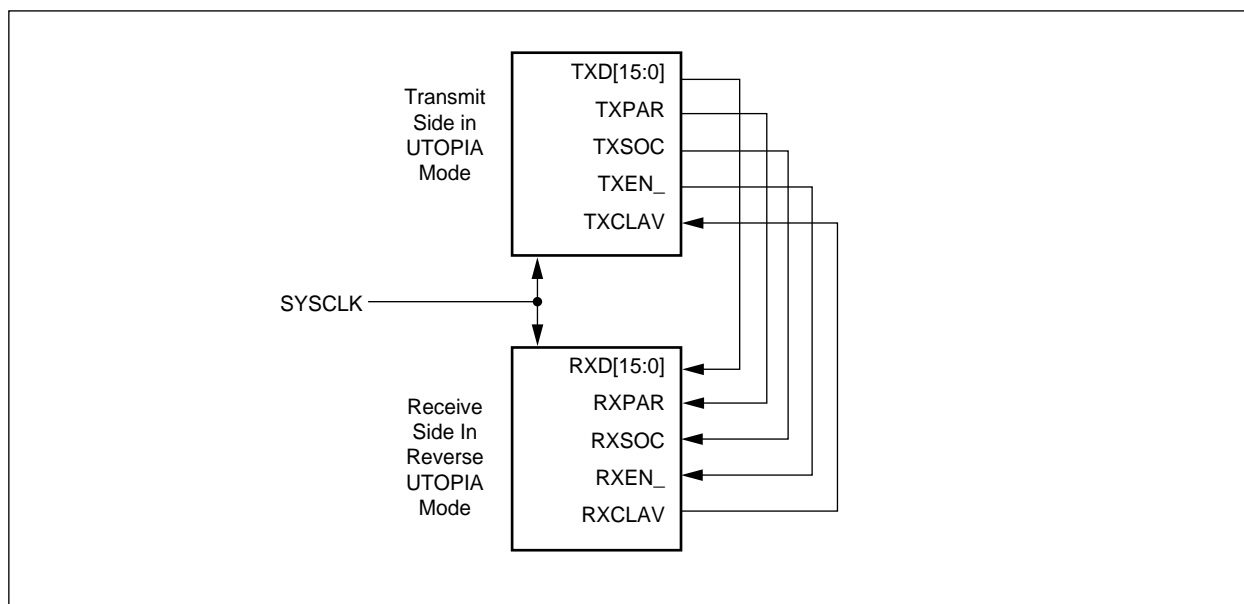 Transmit
Side in
UTOPIA
Mode
TXD[15:0]
TXPAR
TXSOC
TXEN_
TXCLAV
SYSCLK
Receive
Side In
Reverse
UTOPIA
Mode
RXD[15:0]
RXPAR
RXSOC
RXEN_
RXCLAV